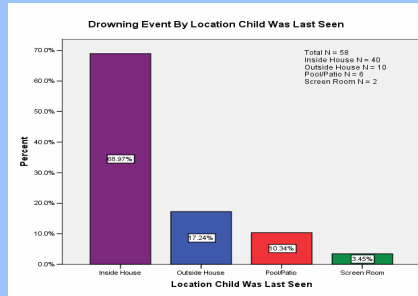 Drowning Event By Location Child Was Last Seen
Total N = 58
Inside House N = 40
Outside House N = 10
Pool/Patio N = 6
Screen Room N = 2
Percent
70.0%
60.0%
50.0%
40.0%
30.0%
20.0%
10.0%
0.0%
68.97%
17.24%
10.34%
3.45%
Inside House
Outside House
Pool/Patio
Screen Room
Location Child Was Last Seen